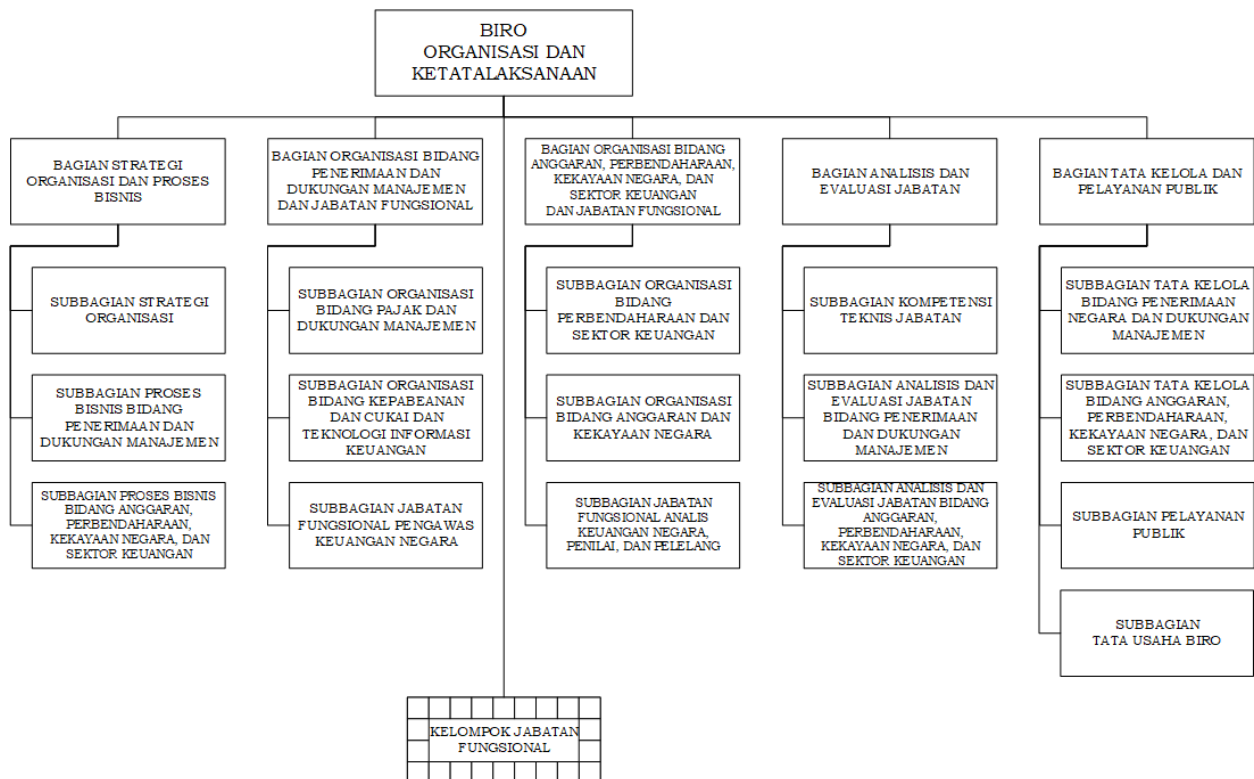 BIRO
ORGANISASI DAN
KETATALAKSANAAN
BAGIAN STRATEGI
ORGANISASI DAN PROSES
BISNIS
BAGIAN ORGANISASI BIDANG
PENERIMAAN DAN
DUKUNGAN MANAJEMEN
DAN JABATAN FUNGSIONAL
BAGIAN ORGANISASI BIDANG
ANGGARAN, PERBENDAHARAAN,
KEKAYAAN NEGARA, DAN
SEKTOR KEUANGAN
DAN JABATAN FUNGSIONAL
BAGIAN ANALISIS DAN
EVALUASI JABATAN
BAGIAN TATA KELOLA DAN
PELAYANAN PUBLIK
SUBBAGIAN STRATEGI
ORGANISASI
SUBBAGIAN ORGANISASI
BIDANG PAJAK DAN
DUKUNGAN MANAJEMEN
SUBBAGIAN ORGANISASI
BIDANG
PERBENDAHARAAN DAN
SEKTOR KEUANGAN
SUBBAGIAN KOMPETENSI
TEKNIS JABATAN
SUBBAGIAN TATA KELOLA
BIDANG PENERIMAAN
NEGARA DAN DUKUNGAN
MANAJEMEN
SUBBAGIAN PROSES
BISNIS BIDANG
PENERIMAAN DAN
DUKUNGAN MANAJEMEN
SUBBAGIAN ORGANISASI
BIDANG KEPABEANAN
DAN CUKAI DAN
TEKNOLOGI INFORMASI
KEUANGAN
SUBBAGIAN ORGANISASI
BIDANG ANGGARAN DAN
KEKAYAAN NEGARA
SUBBAGIAN ANALISIS DAN
EVALUASI JABATAN
BIDANG PENERIMAAN
DAN DUKUNGAN
MANAJEMEN
SUBBAGIAN TATA KELOLA
BIDANG ANGGARAN,
PERBENDAHARAAN,
KEKAYAAN NEGARA, DAN
SEKTOR KEUANGAN
SUBBAGIAN PROSES BISNIS
BIDANG ANGGARAN,
PERBENDAHARAAN,
KEKAYAAN NEGARA, DAN
SEKTOR KEUANGAN
SUBBAGIAN JABATAN
FUNGSIONAL PENGAWAS
KEUANGAN NEGARA
SUBBAGIAN JABATAN
FUNGSIONAL ANALIS
KEUANGAN NEGARA,
PENILAI, DAN PELELANG
SUBBAGIAN ANALISIS DAN
EVALUASI JABATAN BIDANG
ANGGARAN,
PERBENDAHARAAN,
KEKAYAAN NEGARA, DAN
SEKTOR KEUANGAN
SUBBAGIAN PELAYANAN
PUBLIK
SUBBAGIAN
TATA USAHA BIRO
KELOMPOK JABATAN
FUNGSIONAL